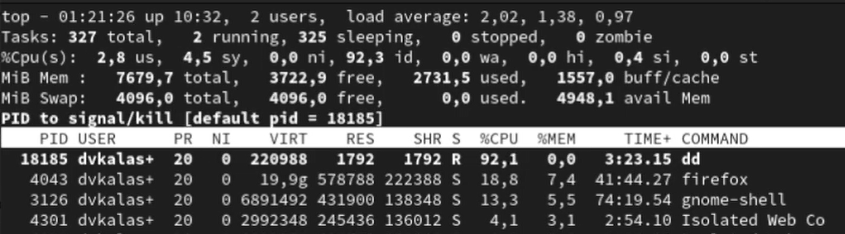 top - 01:21:26 up 10:32,  2 users,  load average: 2,02, 1,38, 0,97
Tasks: 327 total,   2 running, 325 sleeping,   0 stopped,   0 zombie
%Cpu(s):  2,8 us,  4,5 sy,  0,0 ni, 92,3 id,  0,0 wa,  0,0 hi,  0,4 si,  0,0 st
MiB Mem :   7679,7 total,   3722,9 free,   2731,5 used,   1557,0 buff/cache
MiB Swap:   4096,0 total,   4096,0 free,      0,0 used.   4948,1 avail Mem
PID to signal/kill [default pid = 18185]
PID USER      PR  NI    VIRT    RES    SHR S  %CPU  %MEM     TIME+ COMMAND
18185 dvkalas+  20   0  220988   1792   1792 R  92,1   0,0   3:23.15 dd
4043 dvkalas+  20   0   19,9g 578788 222388 S  18,8   7,4  41:44.27 firefox
3126 dvkalas+  20   0 6891492 431900 138348 S  13,3   5,5  74:19.54 gnome-shell
4301 dvkalas+  20   0 2992348 245436 136012 S   4,1   3,1   2:54.10 Isolated Web Co